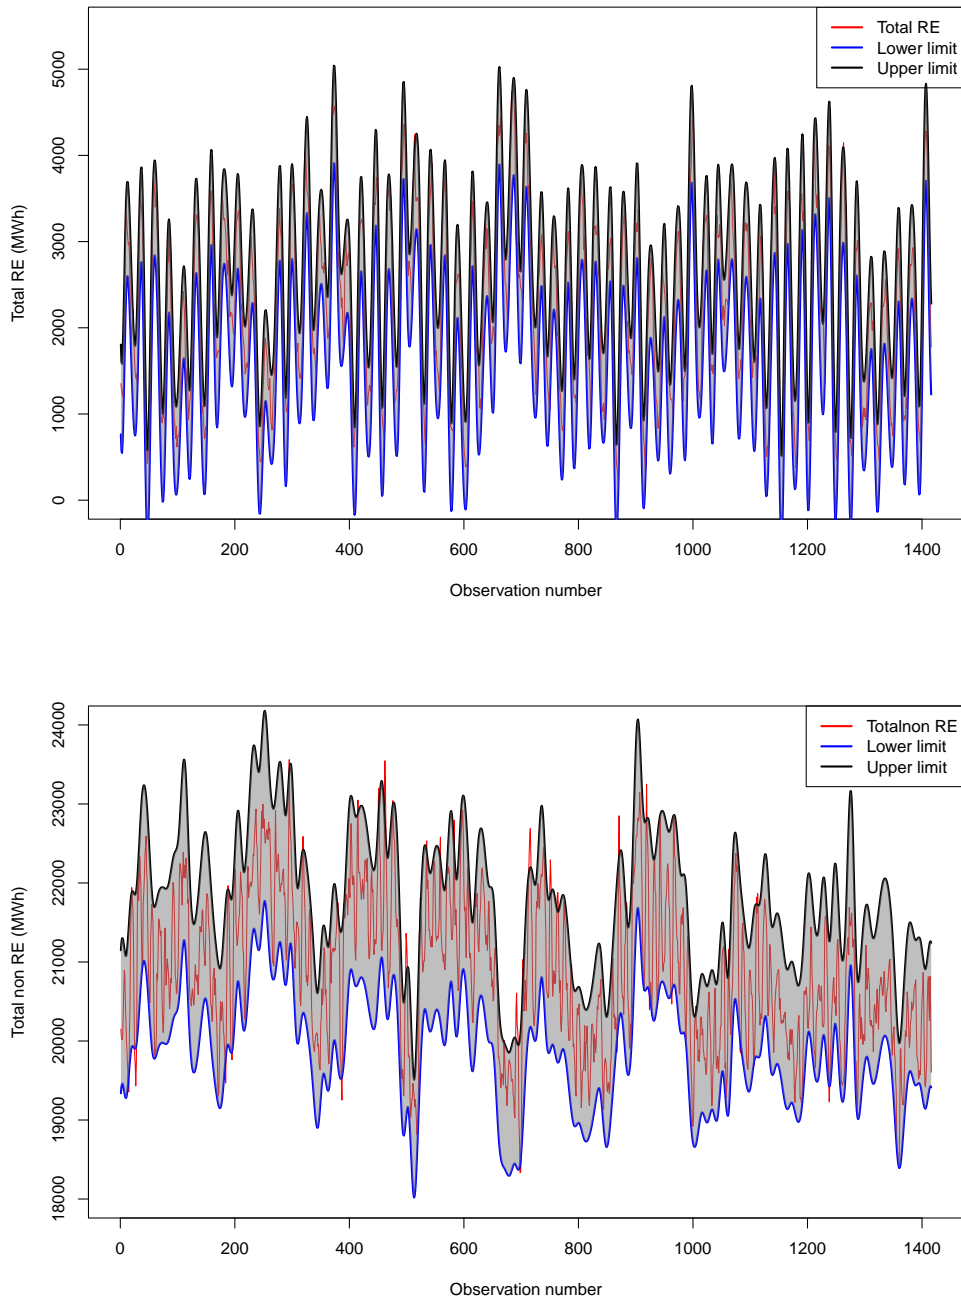 Total RE
Lower limit
Upper limit
Total RE (MWh)
5000
4000
3000
2000
1000
0
0 200 400 600 800 1000 1200 1400
Observation number
Totalnon RE
Lower limit
Upper limit
Total non RE (MWh)
24000
23000
22000
21000
20000
19000
18000
0 200 400 600 800 1000 1200 1400
Observation number